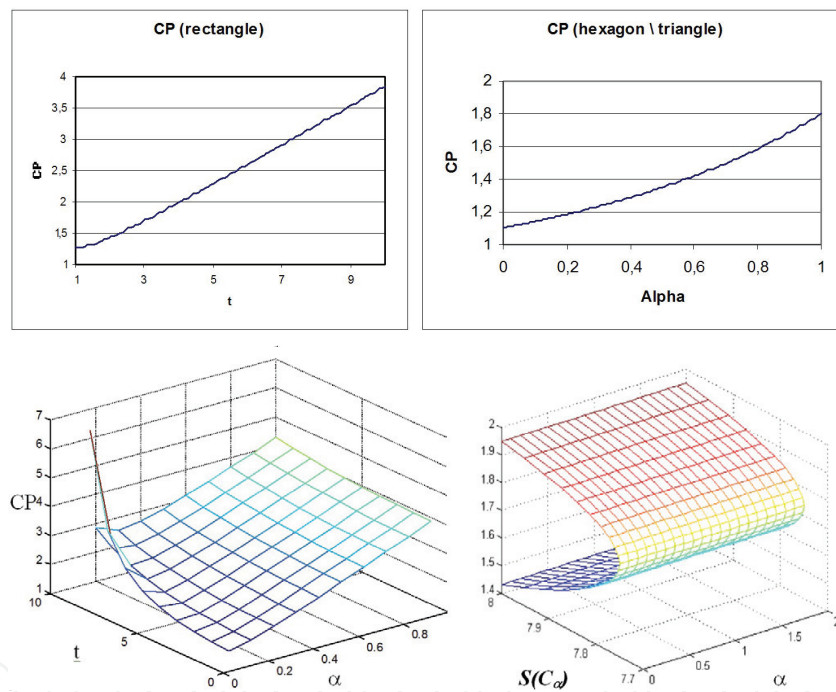 CP (rectangle)
4
3,5
3
2,5
2
1,5
1
CP
1 3 5 7 9
t
CP (hexagon \ triangle)
2
1,8
1,6
1,4
1,2
1
CP
0 0,2 0,4 0,6 0,8 1
Alpha
7
6
5
CP4
3
2
1
10
5
0
t
0 0.2 0.4 0.6 0.8
α
2
1.9
1.8
1.7
1.6
1.5
1.4
8
7.9
7.8
7.7
S(Cα)
0 0.5 1 1.5 2
α